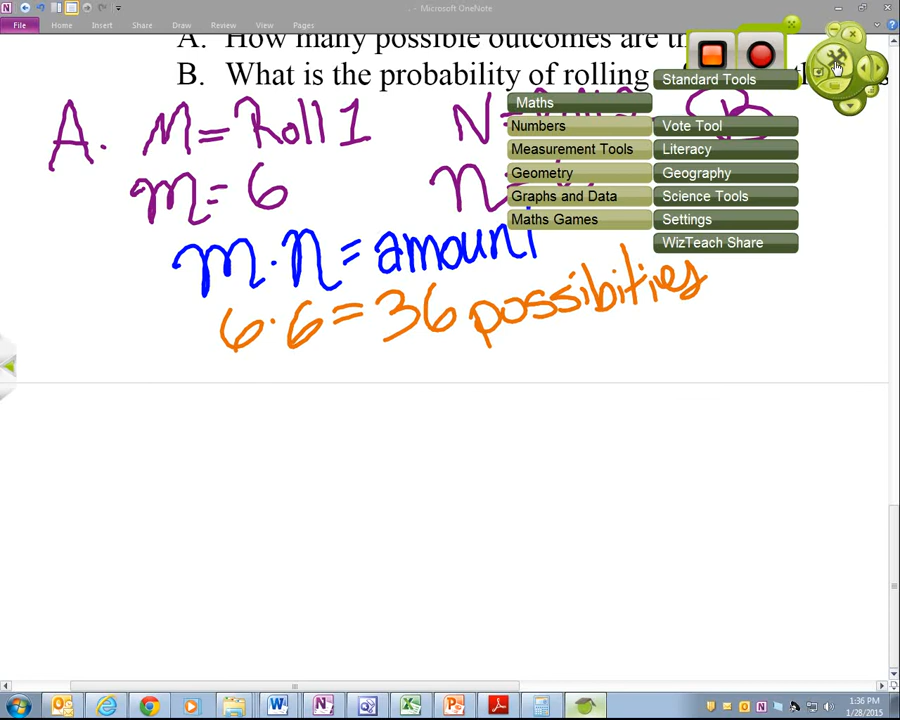 . - Microsoft OneNote
File Home Insert Draw Review View Pages
A. How many possible outcomes are th
B. What is the probability of rolling
Standard Tools
Maths
Numbers
Measurement Tools
Geometry
Graphs and Data
Maths Games
Vote Tool
Literacy
Geography
Science Tools
Settings
WizTeach Share
A. M = Roll 1 N = B
m = 6 n =
m · n = amount
6 · 6 = 36 possibities
1:36 PM
1/28/2015